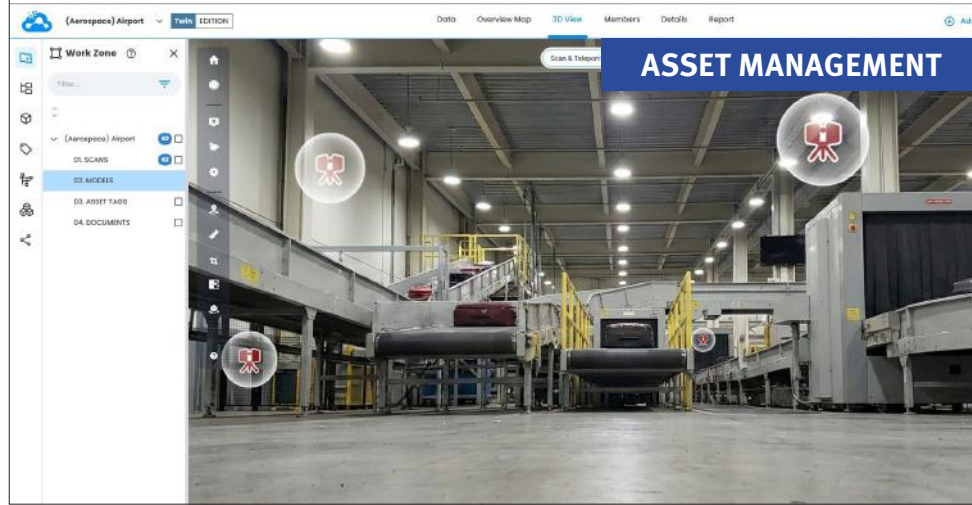 (Aerospace) Airport
Twin EDITION
Data
Overview Map
3D View
Members
Details
Report
Ad
Work Zone
Filter...
(Aerospace) Airport
01. SCANS
02. MODELS
03. ASSET TAGS
04. DOCUMENTS
Scan & Teleport
ASSET MANAGEMENT